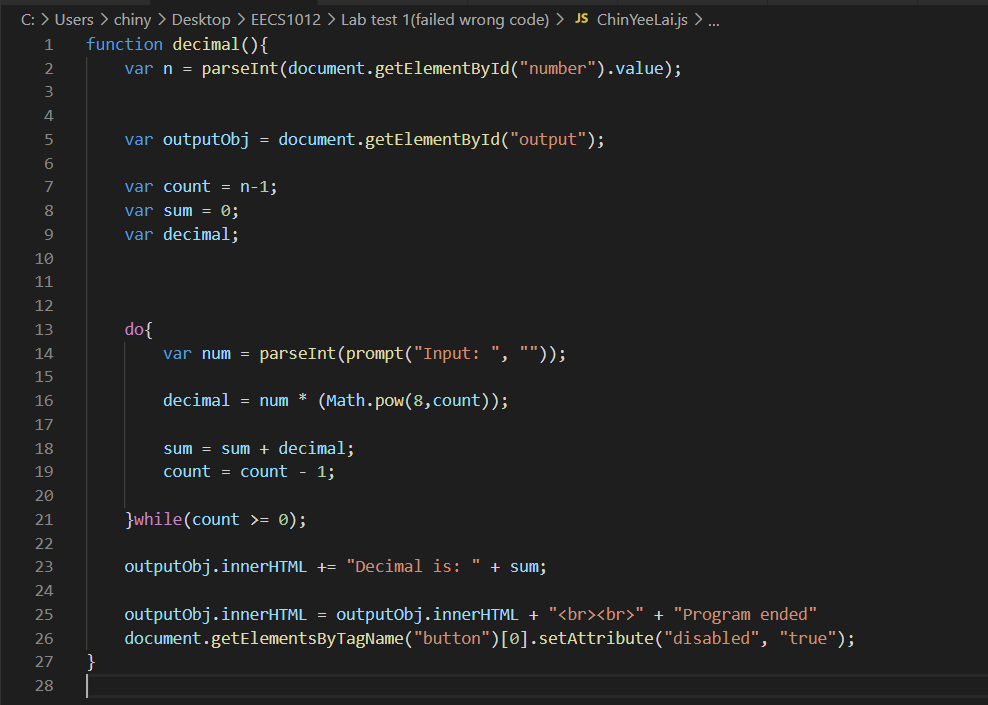 C: > Users > chiny > Desktop > EECS1012 > Lab test 1(failed wrong code) > JS ChinYeeLai.js > ...
1 function decimal(){
2     var n = parseInt(document.getElementById("number").value);
3
4
5     var outputObj = document.getElementById("output");
6
7     var count = n-1;
8     var sum = 0;
9     var decimal;
10
11
12
13     do{
14         var num = parseInt(prompt("Input: ", ""));
15
16         decimal = num * (Math.pow(8,count));
17
18         sum = sum + decimal;
19         count = count - 1;
20
21     }while(count >= 0);
22
23     outputObj.innerHTML += "Decimal is: " + sum;
24
25     outputObj.innerHTML = outputObj.innerHTML + "<br><br>" + "Program ended"
26     document.getElementsByTagName("button")[0].setAttribute("disabled", "true");
27 }
28